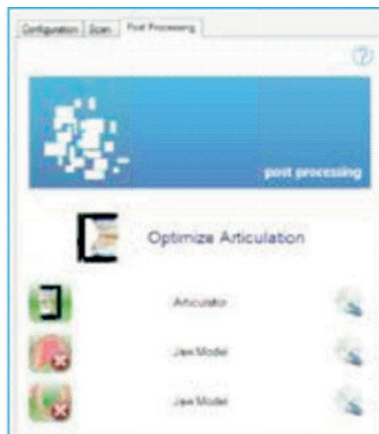 Configuration
Scan
Post Processing
?
post processing
Optimize Articulation
Articulator
Jaw Model
Jaw Model